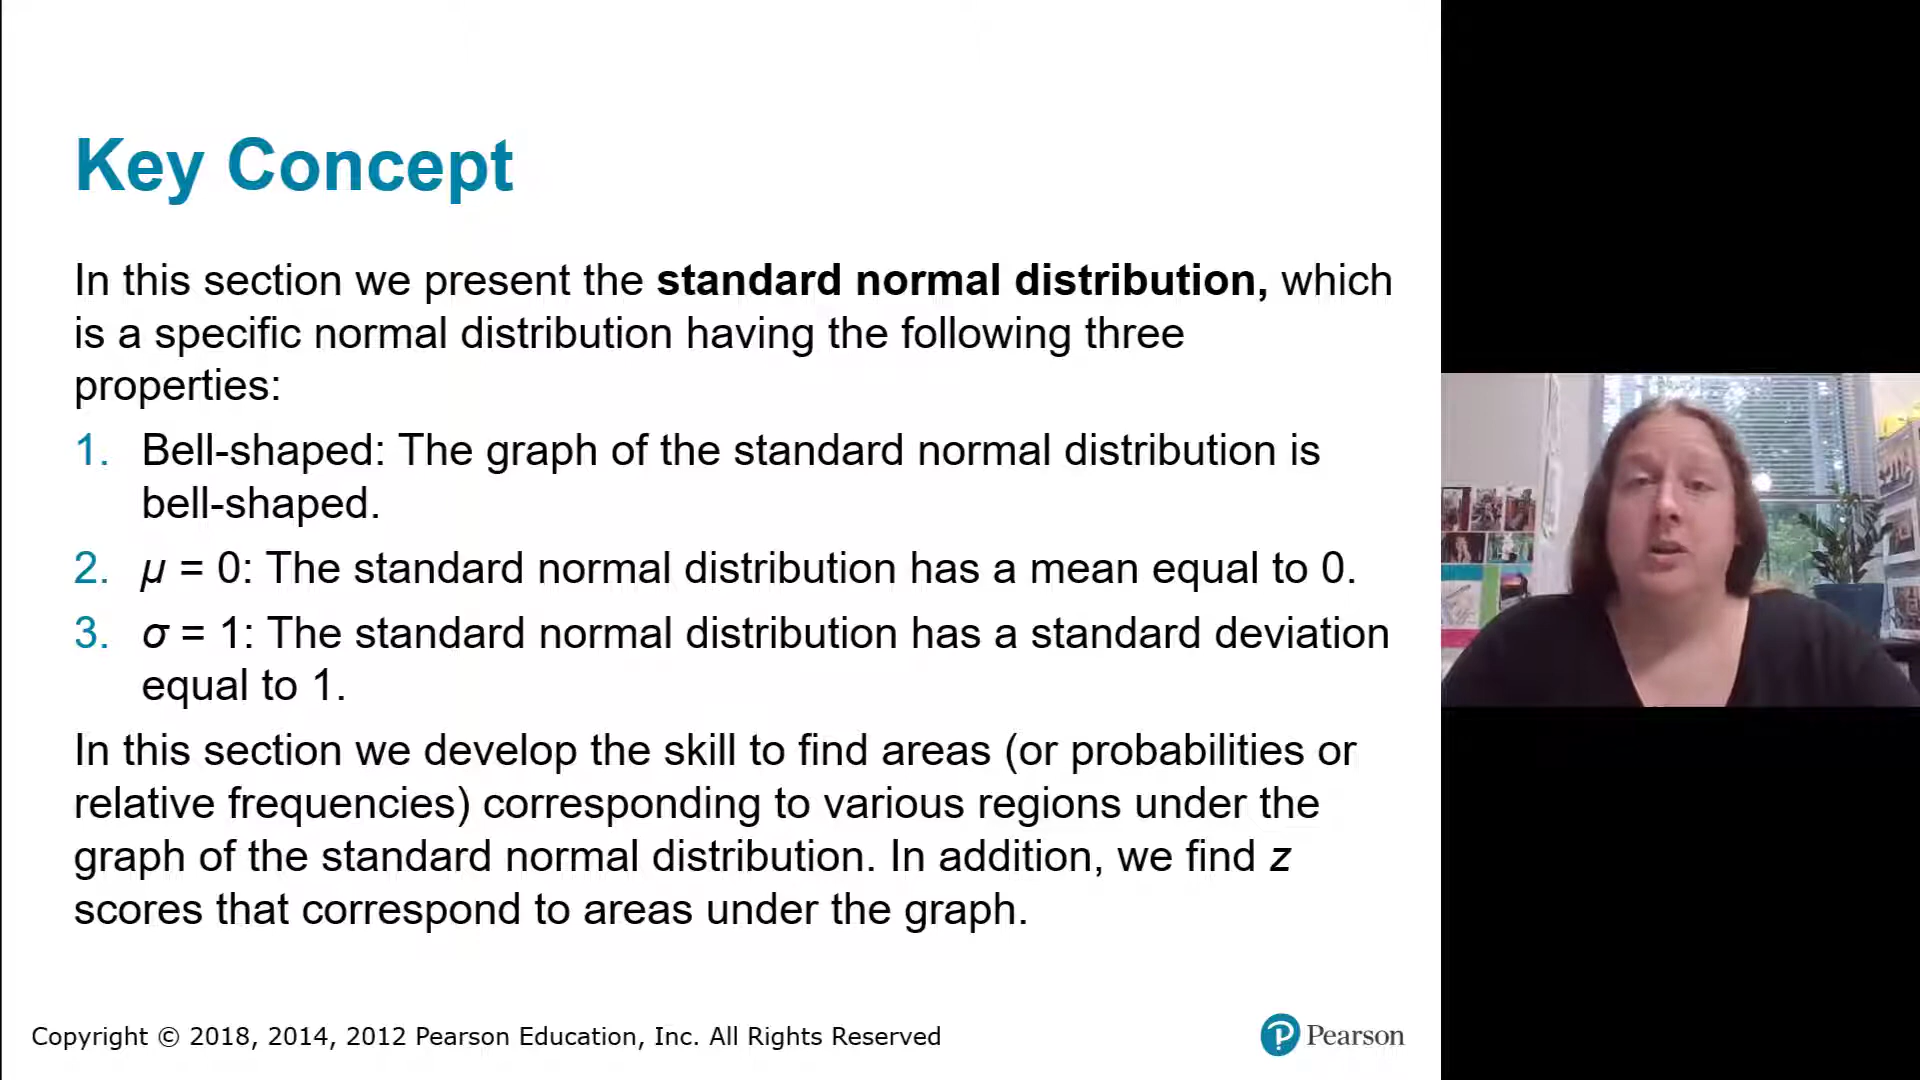 Key Concept
In this section we present the standard normal distribution, which
is a specific normal distribution having the following three
properties:
1. Bell-shaped: The graph of the standard normal distribution is
bell-shaped.
2. μ = 0: The standard normal distribution has a mean equal to 0.
3. σ = 1: The standard normal distribution has a standard deviation
equal to 1.
In this section we develop the skill to find areas (or probabilities or
relative frequencies) corresponding to various regions under the
graph of the standard normal distribution. In addition, we find z
scores that correspond to areas under the graph.
Copyright © 2018, 2014, 2012 Pearson Education, Inc. All Rights Reserved
Pearson